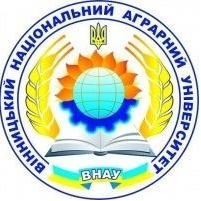 ВІННИЦЬКИЙ НАЦІОНАЛЬНИЙ АГРАРНИЙ УНІВЕРСИТЕТ
ВНАУ